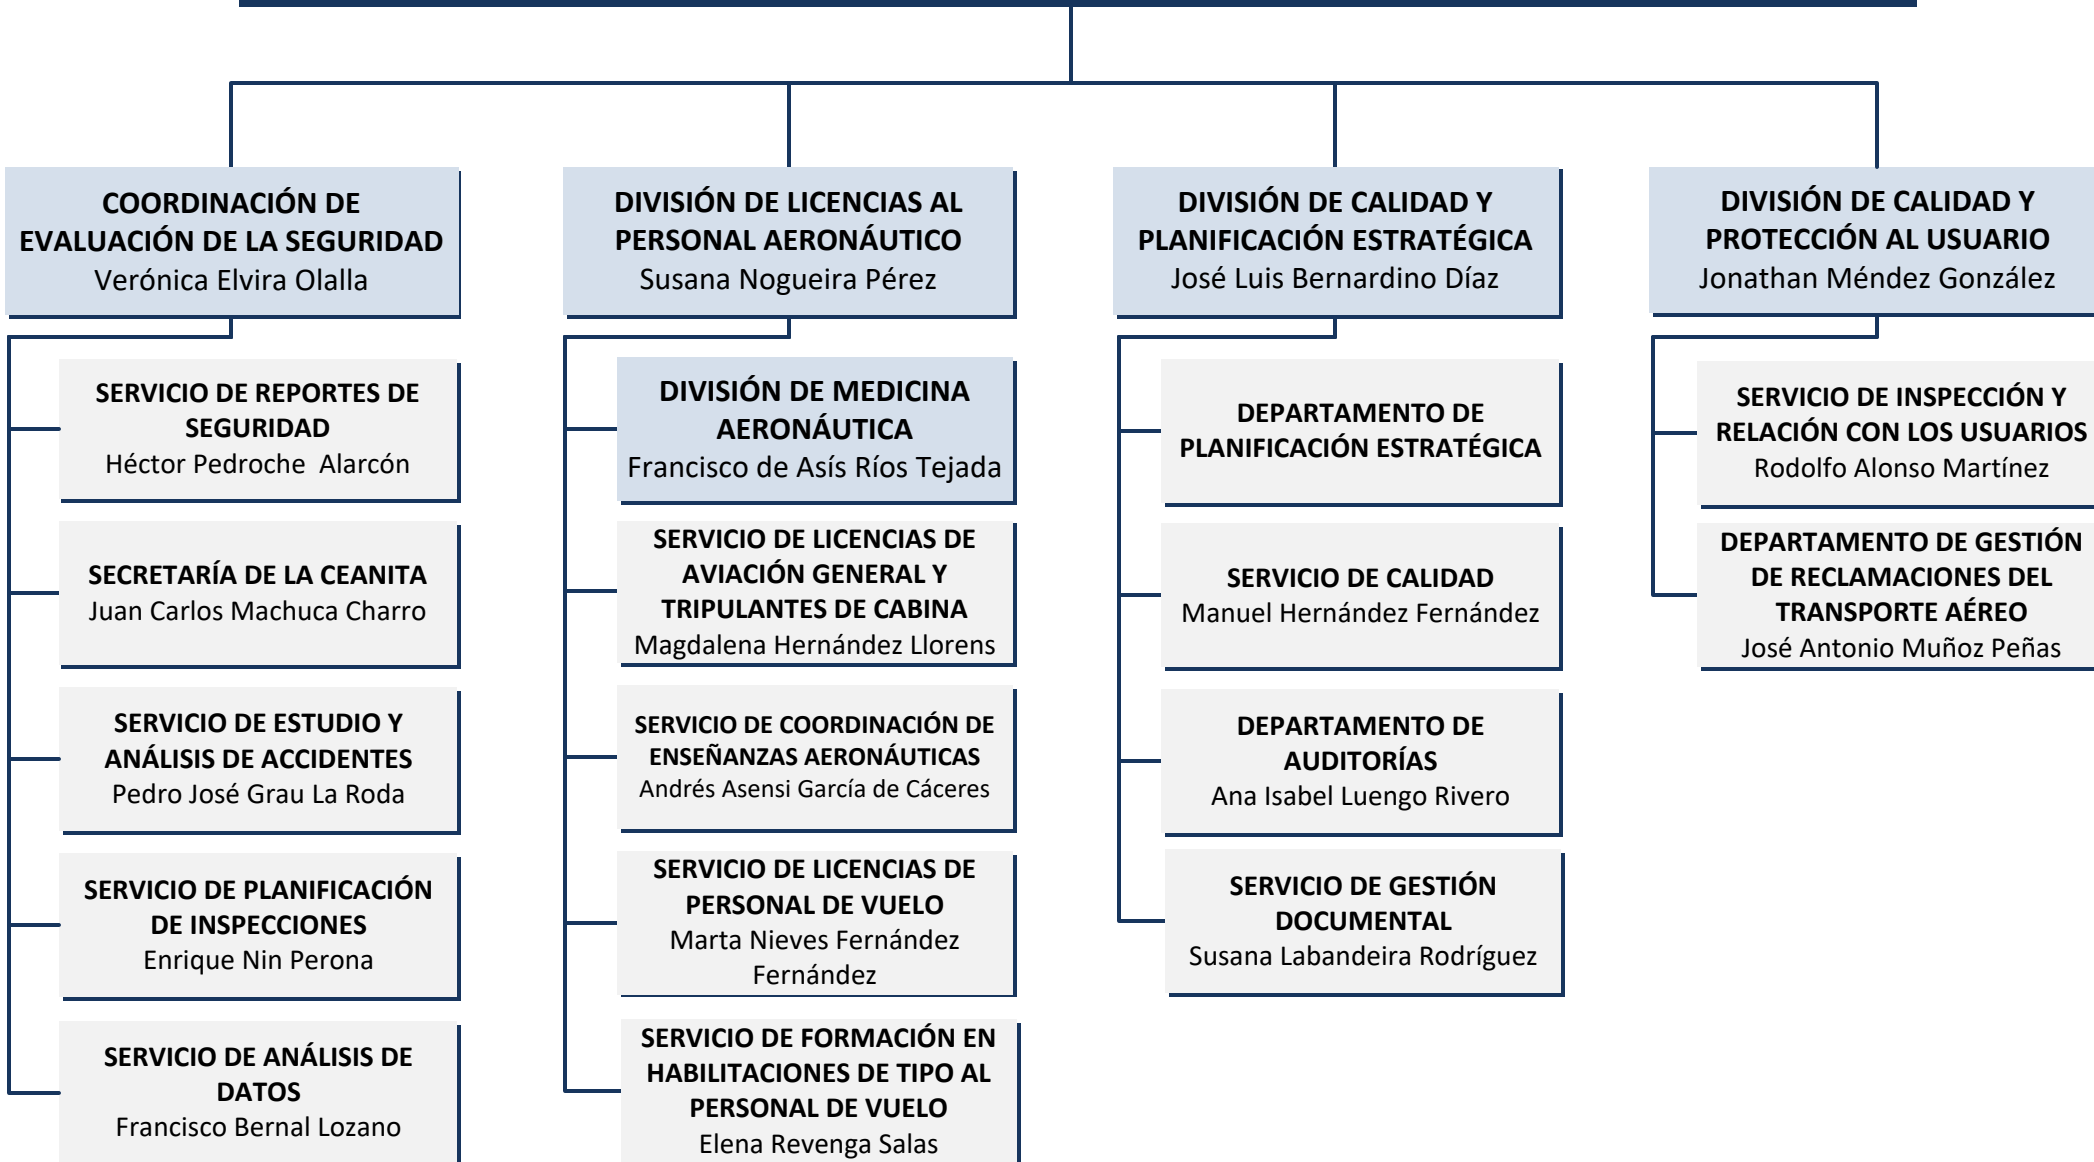 COORDINACIÓN DE
EVALUACIÓN DE LA SEGURIDAD
Verónica Elvira Olalla
SERVICIO DE REPORTES DE
SEGURIDAD
Héctor Pedroche  Alarcón
SECRETARÍA DE LA CEANITA
Juan Carlos Machuca Charro
SERVICIO DE ESTUDIO Y
ANÁLISIS DE ACCIDENTES
Pedro José Grau La Roda
SERVICIO DE PLANIFICACIÓN
DE INSPECCIONES
Enrique Nin Perona
SERVICIO DE ANÁLISIS DE
DATOS
Francisco Bernal Lozano
DIVISIÓN DE LICENCIAS AL
PERSONAL AERONÁUTICO
Susana Nogueira Pérez
DIVISIÓN DE MEDICINA
AERONÁUTICA
Francisco de Asís Ríos Tejada
SERVICIO DE LICENCIAS DE
AVIACIÓN GENERAL Y
TRIPULANTES DE CABINA
Magdalena Hernández Llorens
SERVICIO DE COORDINACIÓN DE
ENSEÑANZAS AERONÁUTICAS
Andrés Asensi García de Cáceres
SERVICIO DE LICENCIAS DE
PERSONAL DE VUELO
Marta Nieves Fernández
Fernández
SERVICIO DE FORMACIÓN EN
HABILITACIONES DE TIPO AL
PERSONAL DE VUELO
Elena Revenga Salas
DIVISIÓN DE CALIDAD Y
PLANIFICACIÓN ESTRATÉGICA
José Luis Bernardino Díaz
DEPARTAMENTO DE
PLANIFICACIÓN ESTRATÉGICA
SERVICIO DE CALIDAD
Manuel Hernández Fernández
DEPARTAMENTO DE
AUDITORÍAS
Ana Isabel Luengo Rivero
SERVICIO DE GESTIÓN
DOCUMENTAL
Susana Labandeira Rodríguez
DIVISIÓN DE CALIDAD Y
PROTECCIÓN AL USUARIO
Jonathan Méndez González
SERVICIO DE INSPECCIÓN Y
RELACIÓN CON LOS USUARIOS
Rodolfo Alonso Martínez
DEPARTAMENTO DE GESTIÓN
DE RECLAMACIONES DEL
TRANSPORTE AÉREO
José Antonio Muñoz Peñas